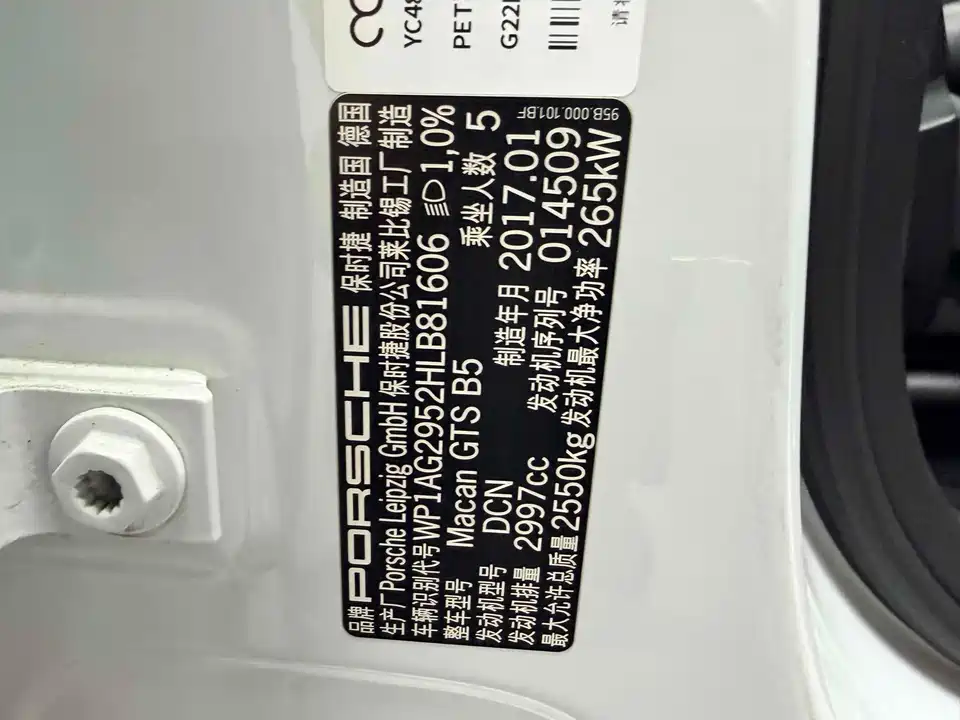 YC48
PET
G22
请
品牌 PORSCHE 保时捷 制造国 德国
生产厂 Porsche Leipzig GmbH 保时捷股份公司莱比锡工厂制造
车辆识别代号 WP1AG2952HLB81606 1,0%
整车型号 Macan GTS B5 乘坐人数 5
发动机型号 DCN 制造年月 2017.01
发动机排量 2997cc 发动机序列号 014509
最大允许总质量 2550kg 发动机最大净功率 265kW
95B.000.101.BF